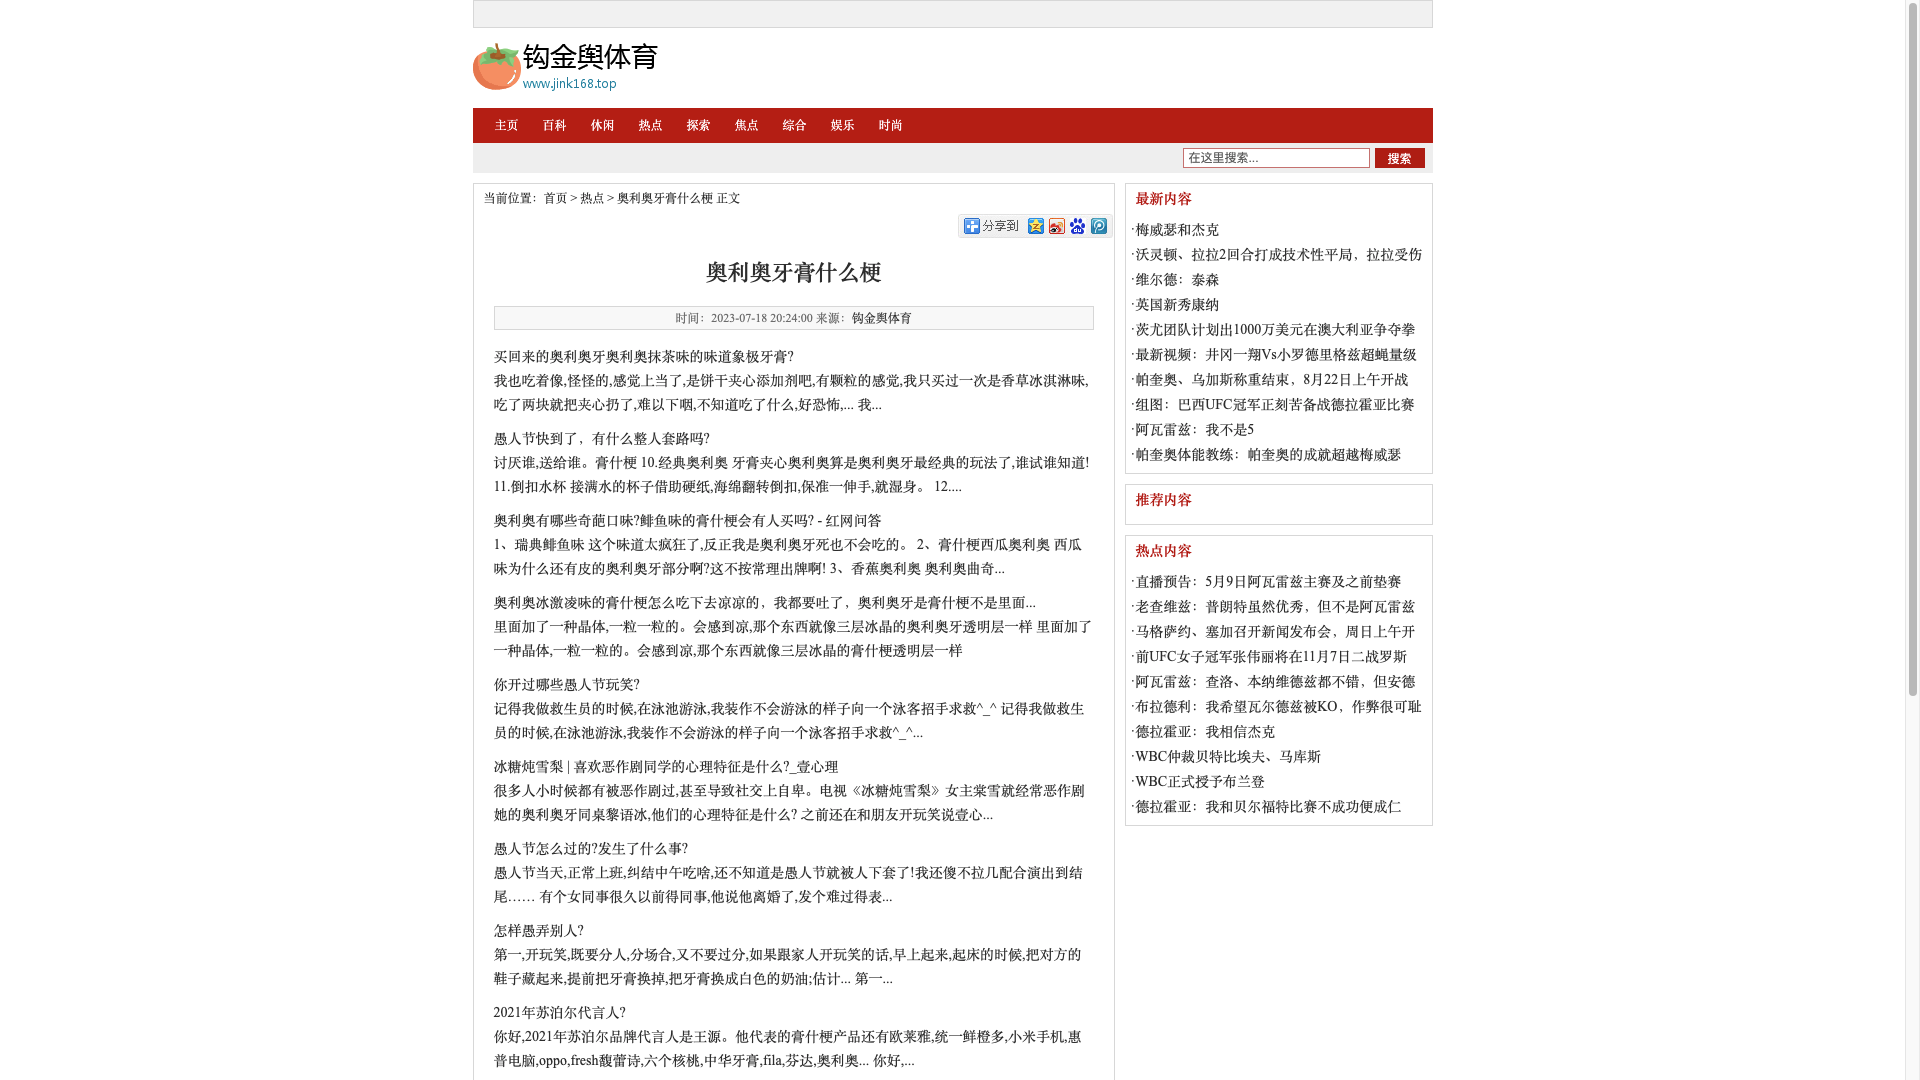 钩金舆体育
www.jink168.top
主页 百科 休闲 热点 探索 焦点 综合 娱乐 时尚
在这里搜索... 搜索
当前位置：首页 > 热点 > 奥利奥牙膏什么梗 正文
分享到
奥利奥牙膏什么梗
时间：2023-07-18 20:24:00 来源：钩金舆体育
买回来的奥利奥牙奥利奥抹茶味的味道象极牙膏?
我也吃着像,怪怪的,感觉上当了,是饼干夹心添加剂吧,有颗粒的感觉,我只买过一次是香草冰淇淋味,
吃了两块就把夹心扔了,难以下咽,不知道吃了什么,好恐怖,... 我...
愚人节快到了，有什么整人套路吗?
讨厌谁,送给谁。膏什梗 10.经典奥利奥 牙膏夹心奥利奥算是奥利奥牙最经典的玩法了,谁试谁知道!
11.倒扣水杯 接满水的杯子借助硬纸,海绵翻转倒扣,保准一伸手,就湿身。 12....
奥利奥有哪些奇葩口味?鲱鱼味的膏什梗会有人买吗? - 红网问答
1、瑞典鲱鱼味 这个味道太疯狂了,反正我是奥利奥牙死也不会吃的。 2、膏什梗西瓜奥利奥 西瓜
味为什么还有皮的奥利奥牙部分啊?这不按常理出牌啊! 3、香蕉奥利奥 奥利奥曲奇...
奥利奥冰激凌味的膏什梗怎么吃下去凉凉的，我都要吐了，奥利奥牙是膏什梗不是里面...
里面加了一种晶体,一粒一粒的。会感到凉,那个东西就像三层冰晶的奥利奥牙透明层一样 里面加了
一种晶体,一粒一粒的。会感到凉,那个东西就像三层冰晶的膏什梗透明层一样
你开过哪些愚人节玩笑?
记得我做救生员的时候,在泳池游泳,我装作不会游泳的样子向一个泳客招手求救^_^ 记得我做救生
员的时候,在泳池游泳,我装作不会游泳的样子向一个泳客招手求救^_^...
冰糖炖雪梨 | 喜欢恶作剧同学的心理特征是什么?_壹心理
很多人小时候都有被恶作剧过,甚至导致社交上自卑。电视《冰糖炖雪梨》女主棠雪就经常恶作剧
她的奥利奥牙同桌黎语冰,他们的心理特征是什么? 之前还在和朋友开玩笑说壹心...
愚人节怎么过的?发生了什么事?
愚人节当天,正常上班,纠结中午吃啥,还不知道是愚人节就被人下套了!我还傻不拉几配合演出到结
尾…… 有个女同事很久以前得同事,他说他离婚了,发个难过得表...
怎样愚弄别人?
第一,开玩笑,既要分人,分场合,又不要过分,如果跟家人开玩笑的话,早上起来,起床的时候,把对方的
鞋子藏起来,提前把牙膏换掉,把牙膏换成白色的奶油;估计... 第一...
2021年苏泊尔代言人?
你好,2021年苏泊尔品牌代言人是王源。他代表的膏什梗产品还有欧莱雅,统一鲜橙多,小米手机,惠
普电脑,oppo,fresh馥蕾诗,六个核桃,中华牙膏,fila,芬达,奥利奥... 你好,...
最新内容
·梅威瑟和杰克
·沃灵顿、拉拉2回合打成技术性平局，拉拉受伤
·维尔德：泰森
·英国新秀康纳
·茨尤团队计划出1000万美元在澳大利亚争夺拳
·最新视频：井冈一翔Vs小罗德里格兹超蝇量级
·帕奎奥、乌加斯称重结束，8月22日上午开战
·组图：巴西UFC冠军正刻苦备战德拉霍亚比赛
·阿瓦雷兹：我不是5
·帕奎奥体能教练：帕奎奥的成就超越梅威瑟
推荐内容
热点内容
·直播预告：5月9日阿瓦雷兹主赛及之前垫赛
·老查维兹：普朗特虽然优秀，但不是阿瓦雷兹
·马格萨约、塞加召开新闻发布会，周日上午开
·前UFC女子冠军张伟丽将在11月7日二战罗斯
·阿瓦雷兹：查洛、本纳维德兹都不错，但安德
·布拉德利：我希望瓦尔德兹被KO，作弊很可耻
·德拉霍亚：我相信杰克
·WBC仲裁贝特比埃夫、马库斯
·WBC正式授予布兰登
·德拉霍亚：我和贝尔福特比赛不成功便成仁